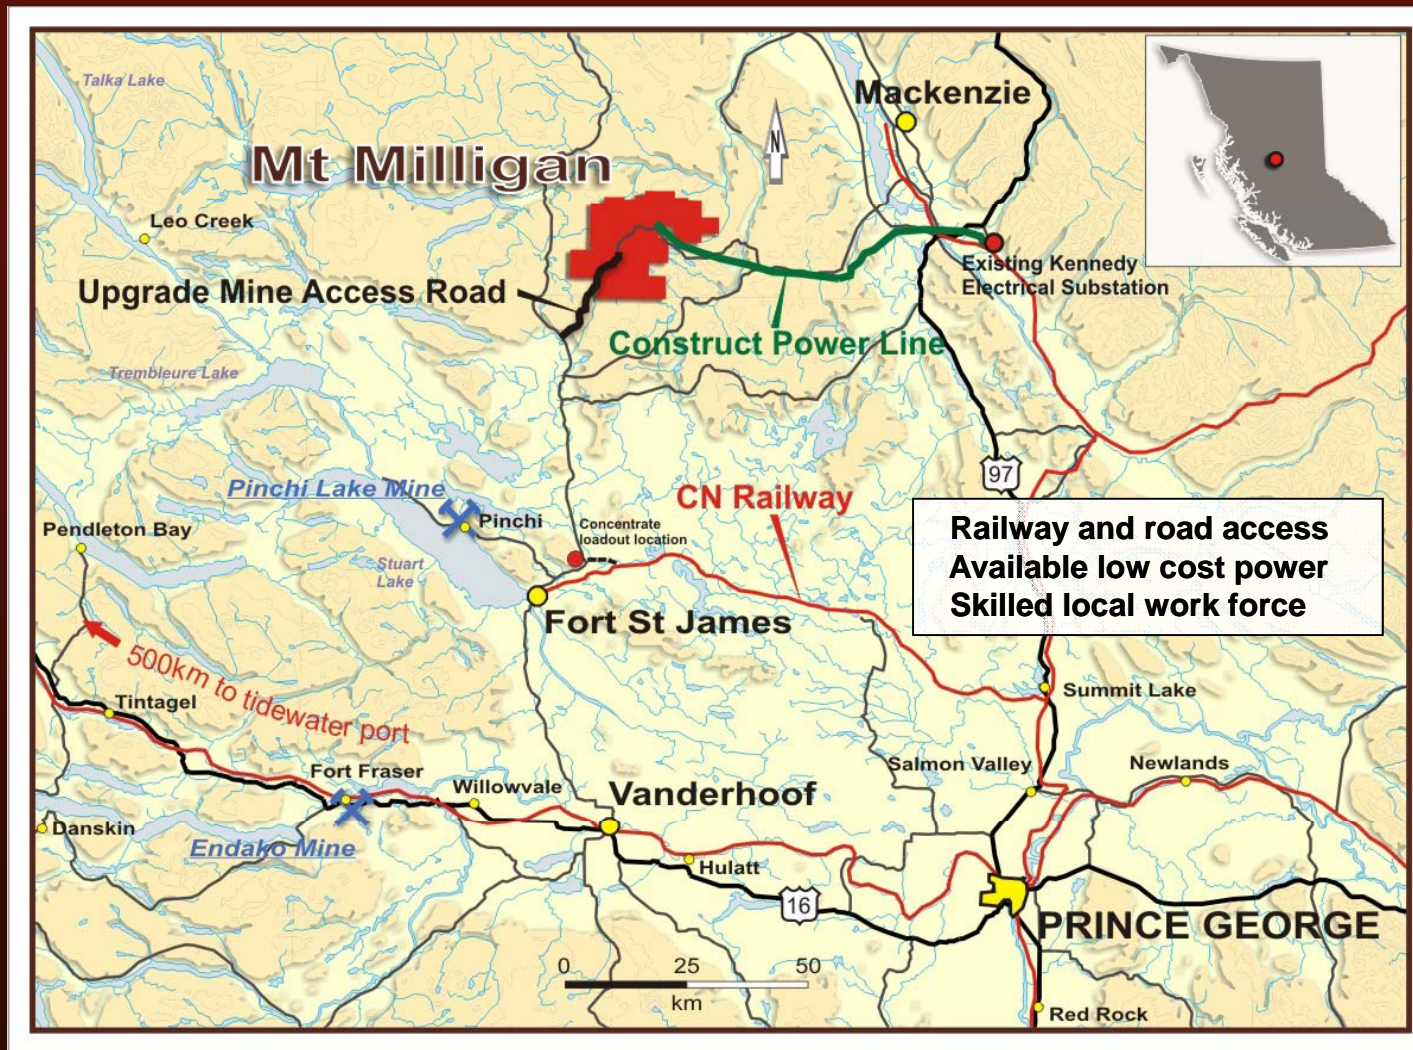 Talka Lake
Mackenzie
N
Mt Milligan
Leo Creek
Existing Kennedy
Electrical Substation
Upgrade Mine Access Road
Construct Power Line
Trembleure Lake
97
Pinchi Lake Mine
CN Railway
Pinchi
Concentrate
loadout location
Pendleton Bay
Railway and road access
Available low cost power
Skilled local work force
Stuart
Lake
Fort St James
500km to tidewater port
Summit Lake
Tintagel
Salmon Valley
Newlands
Fort Fraser
Willowvale
Vanderhoof
Danskin
Endako Mine
Hulatt
16
PRINCE GEORGE
0 25 50
km
Red Rock